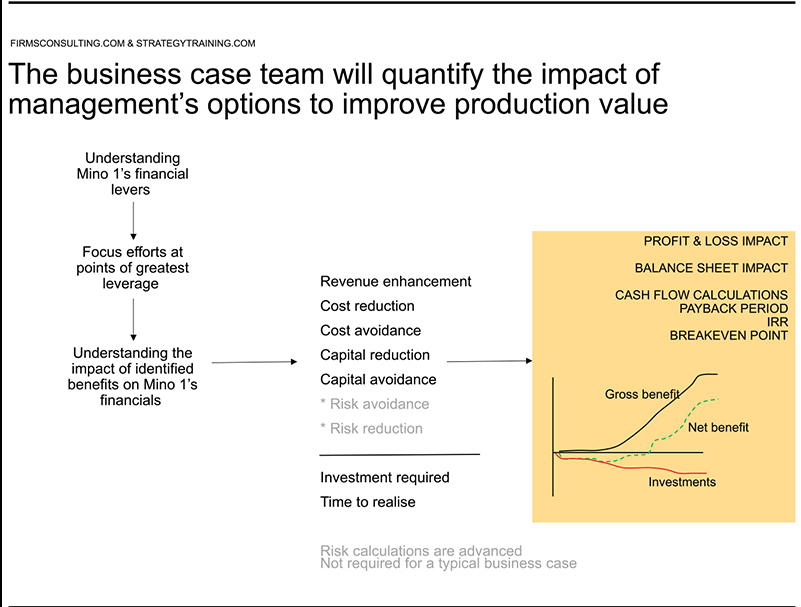 FIRMSCONSULTING.COM & STRATEGYTRAINING.COM
The business case team will quantify the impact of
management’s options to improve production value
Understanding
Mino 1’s financial
levers
Focus efforts at
points of greatest
leverage
Understanding the
impact of identified
benefits on Mino 1’s
financials
Revenue enhancement
Cost reduction
Cost avoidance
Capital reduction
Capital avoidance
* Risk avoidance
* Risk reduction
Investment required
Time to realise
Risk calculations are advanced
Not required for a typical business case
PROFIT & LOSS IMPACT
BALANCE SHEET IMPACT
CASH FLOW CALCULATIONS
PAYBACK PERIOD
IRR
BREAKEVEN POINT
Gross benefit
Net benefit
Investments